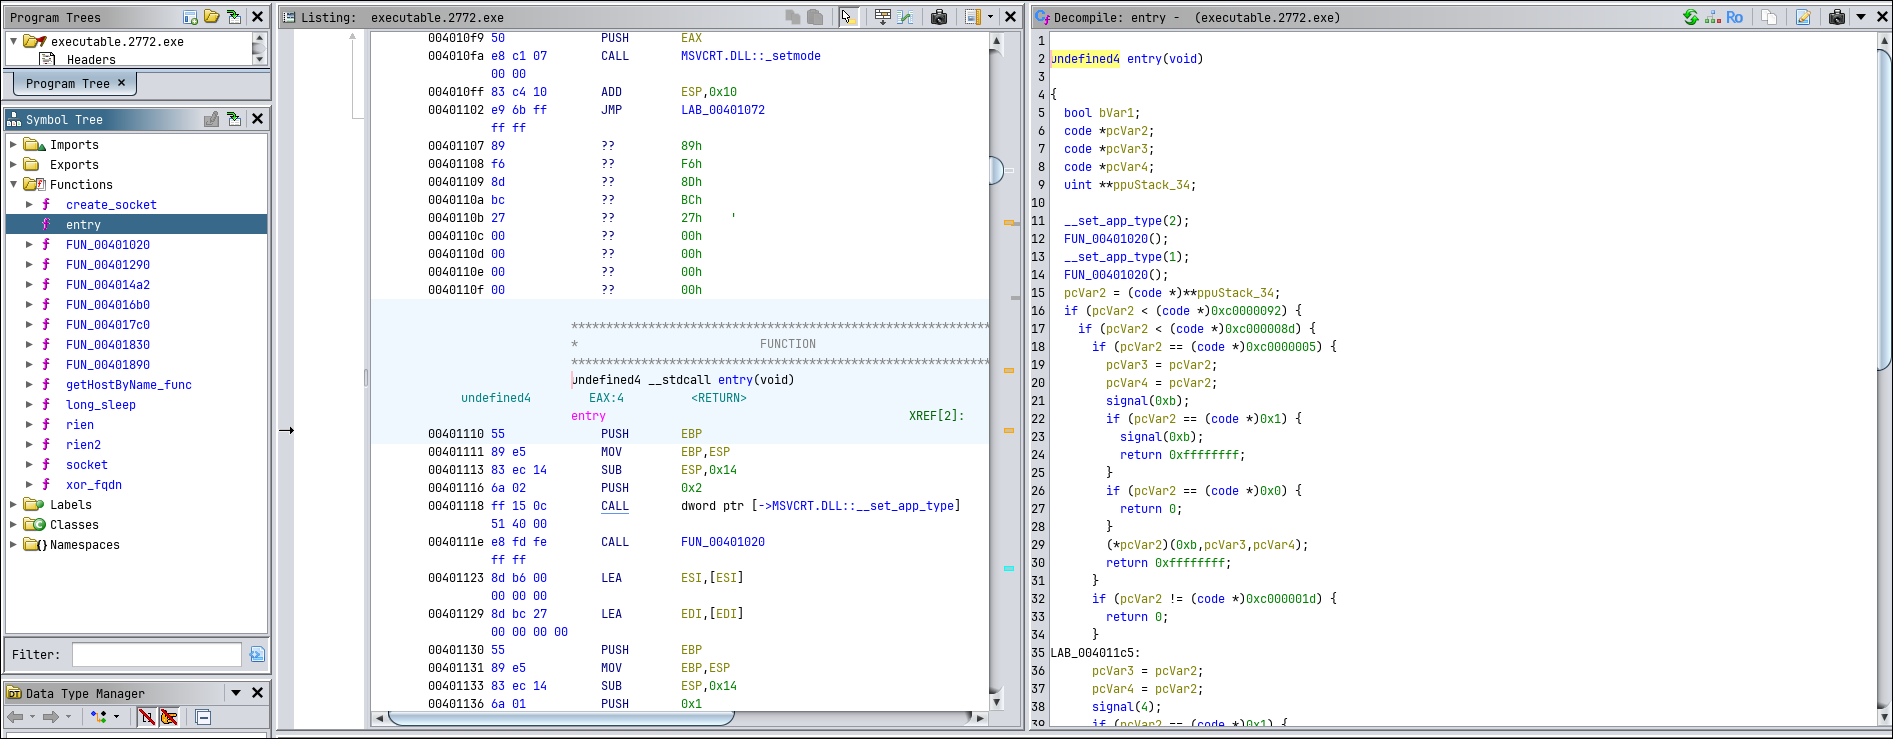 Program Trees
executable.2772.exe
Headers
Program Tree ×
Symbol Tree
Imports
Exports
Functions
create_socket
entry
FUN_00401020
FUN_00401290
FUN_004014a2
FUN_004016b0
FUN_004017c0
FUN_00401830
FUN_00401890
getHostByName_func
long_sleep
rien
rien2
socket
xor_fqdn
Labels
Classes
Namespaces
Filter:
Data Type Manager
Listing: executable.2772.exe
004010f9 50 PUSH EAX
004010fa e8 c1 07 CALL MSVCRT.DLL::_setmode
00 00
004010ff 83 c4 10 ADD ESP,0x10
00401102 e9 6b ff JMP LAB_00401072
ff ff
00401107 89 ?? 89h
00401108 f6 ?? F6h
00401109 8d ?? 8Dh
0040110a bc ?? BCh
0040110b 27 ?? 27h '
0040110c 00 ?? 00h
0040110d 00 ?? 00h
0040110e 00 ?? 00h
0040110f 00 ?? 00h
************************************************************
* FUNCTION
************************************************************
undefined4 __stdcall entry(void)
undefined4 EAX:4 <RETURN>
entry XREF[2]:
00401110 55 PUSH EBP
00401111 89 e5 MOV EBP,ESP
00401113 83 ec 14 SUB ESP,0x14
00401116 6a 02 PUSH 0x2
00401118 ff 15 0c CALL dword ptr [->MSVCRT.DLL::__set_app_type]
51 40 00
0040111e e8 fd fe CALL FUN_00401020
ff ff
00401123 8d b6 00 LEA ESI,[ESI]
00 00 00
00401129 8d bc 27 LEA EDI,[EDI]
00 00 00 00
00401130 55 PUSH EBP
00401131 89 e5 MOV EBP,ESP
00401133 83 ec 14 SUB ESP,0x14
00401136 6a 01 PUSH 0x1
Decompile: entry - (executable.2772.exe)
Ro
1
2 undefined4 entry(void)
3
4 {
5 bool bVar1;
6 code *pcVar2;
7 code *pcVar3;
8 code *pcVar4;
9 uint **ppuStack_34;
10
11 __set_app_type(2);
12 FUN_00401020();
13 __set_app_type(1);
14 FUN_00401020();
15 pcVar2 = (code *)**ppuStack_34;
16 if (pcVar2 < (code *)0xc0000092) {
17 if (pcVar2 < (code *)0xc000008d) {
18 if (pcVar2 == (code *)0xc0000005) {
19 pcVar3 = pcVar2;
20 pcVar4 = pcVar2;
21 signal(0xb);
22 if (pcVar2 == (code *)0x1) {
23 signal(0xb);
24 return 0xffffffff;
25 }
26 if (pcVar2 == (code *)0x0) {
27 return 0;
28 }
29 (*pcVar2)(0xb,pcVar3,pcVar4);
30 return 0xffffffff;
31 }
32 if (pcVar2 != (code *)0xc000001d) {
33 return 0;
34 }
35 LAB_004011c5:
36 pcVar3 = pcVar2;
37 pcVar4 = pcVar2;
38 signal(4);
39 if (pcVar2 == (code *)0x1) {